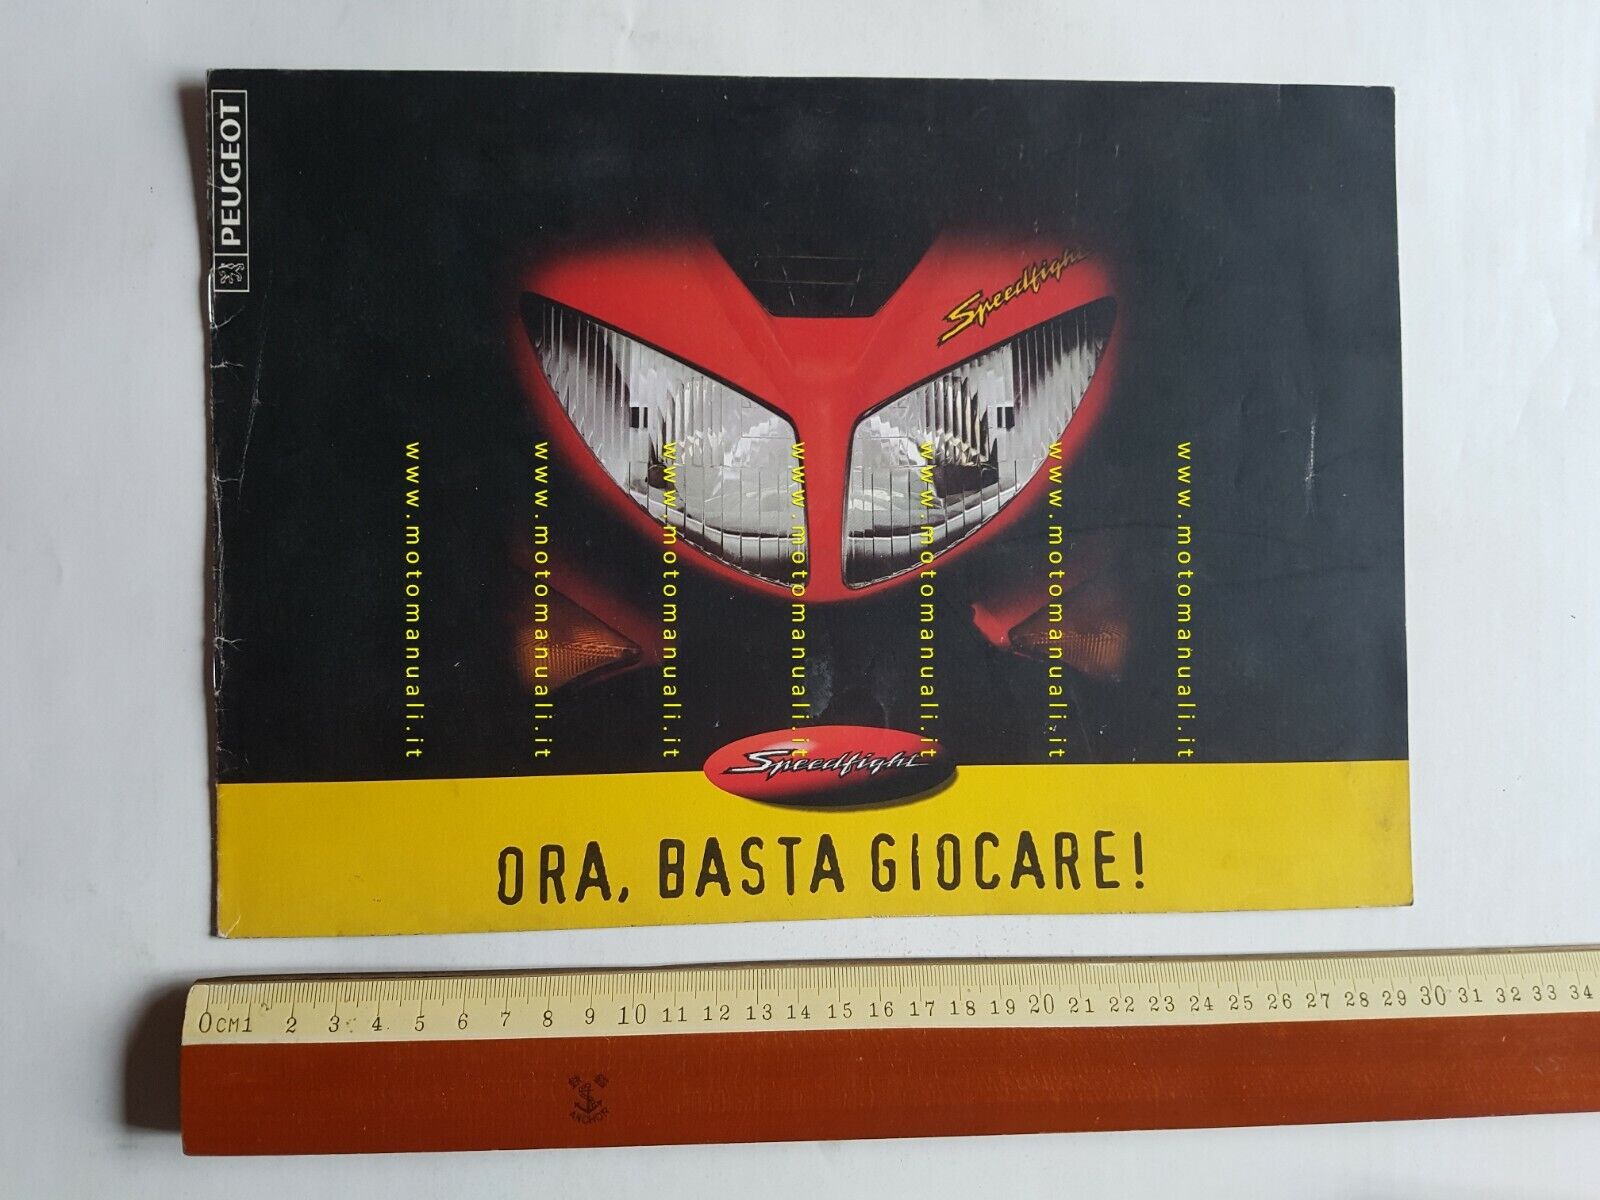 PEUGEOT
Speedfight
www.motomanuali.it
www.motomanuali.it
www.motomanuali.it
www.motomanuali.it
www.motomanuali.it
www.motomanuali.it
www.motomanuali.it
Speedfight
ORA, BASTA GIOCARE!
0 CM 1 2 3 4 5 6 7 8 9 10 11 12 13 14 15 16 17 18 19 20 21 22 23 24 25 26 27 28 29 30 31 32 33 34
ANCHOR